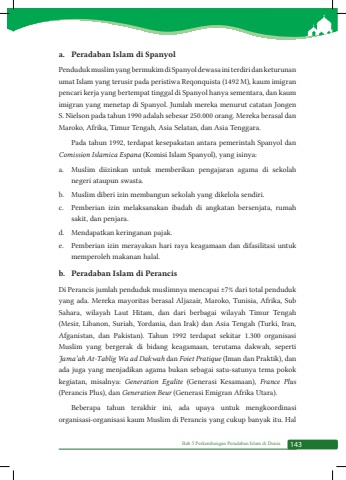 a. Peradaban Islam di Spanyol
Penduduk muslim yang bermukim di Spanyol dewasa ini terdiri dan keturunan
umat Islam yang terusir pada peristiwa Reqonquista (1492 M), kaum imigran
pencari kerja yang bertempat tinggal di Spanyol hanya sementara, dan kaum
imigran yang menetap di Spanyol. Jumlah mereka menurut catatan Jongen
S. Nielson pada tahun 1990 adalah sebesar 250.000 orang. Mereka berasal dan
Maroko, Afrika, Timur Tengah, Asia Selatan, dan Asia Tenggara.
Pada tahun 1992, terdapat kesepakatan antara pemerintah Spanyol dan
Comission Islamica Espana (Komisi Islam Spanyol), yang isinya:
a. Muslim diizinkan untuk memberikan pengajaran agama di sekolah
negeri ataupun swasta.
b. Muslim diberi izin membangun sekolah yang dikelola sendiri.
c. Pemberian izin melaksanakan ibadah di angkatan bersenjata, rumah
sakit, dan penjara.
d. Mendapatkan keringanan pajak.
e. Pemberian izin merayakan hari raya keagamaan dan difasilitasi untuk
memperoleh makanan halal.
b. Peradaban Islam di Perancis
Di Perancis jumlah penduduk muslimnya mencapai ±7% dari total penduduk
yang ada. Mereka mayoritas berasal Aljazair, Maroko, Tunisia, Afrika, Sub
Sahara, wilayah Laut Hitam, dan dari berbagai wilayah Timur Tengah
(Mesir, Libanon, Suriah, Yordania, dan Irak) dan Asia Tengah (Turki, Iran,
Afganistan, dan Pakistan). Tahun 1992 terdapat sekitar 1.300 organisasi
Muslim yang bergerak di bidang keagamaan, terutama dakwah, seperti
Jama'ah At-Tablig Wa ad Dakwah dan Foiet Pratique (Iman dan Praktik), dan
ada juga yang menjadikan agama bukan sebagai satu-satunya tema pokok
kegiatan, misalnya: Generation Egalite (Generasi Kesamaan), France Plus
(Perancis Plus), dan Generation Beur (Generasi Emigran Afrika Utara).
Beberapa tahun terakhir ini, ada upaya untuk mengkoordinasi
organisasi-organisasi kaum Muslim di Perancis yang cukup banyak itu. Hal
Bab 5 Perkembangan Peradaban Islam di Dunia 143